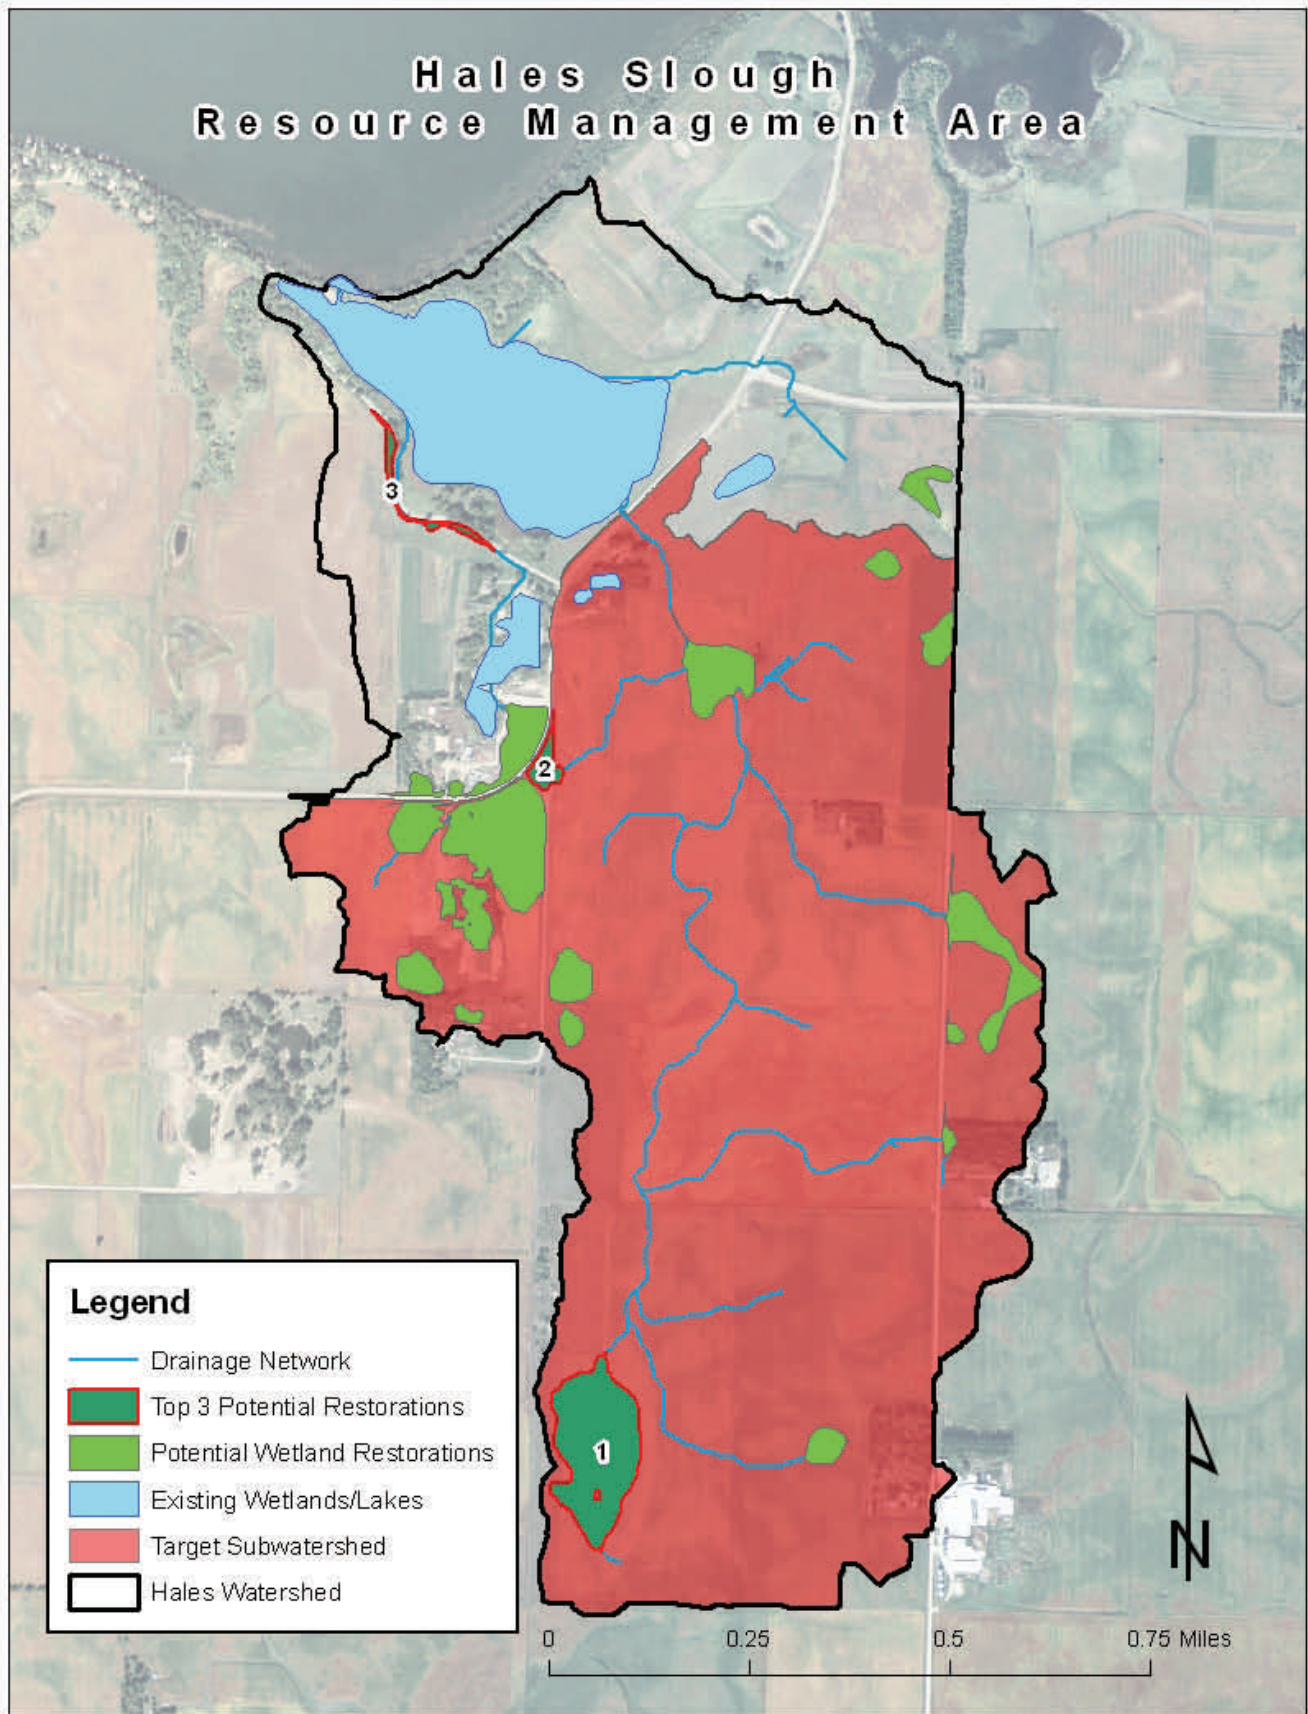 Hales Slough
Resource Management Area
3
2
1
Legend
Drainage Network
Top 3 Potential Restorations
Potential Wetland Restorations
Existing Wetlands/Lakes
Target Subwatershed
Hales Watershed
N
0 0.25 0.5 0.75 Miles